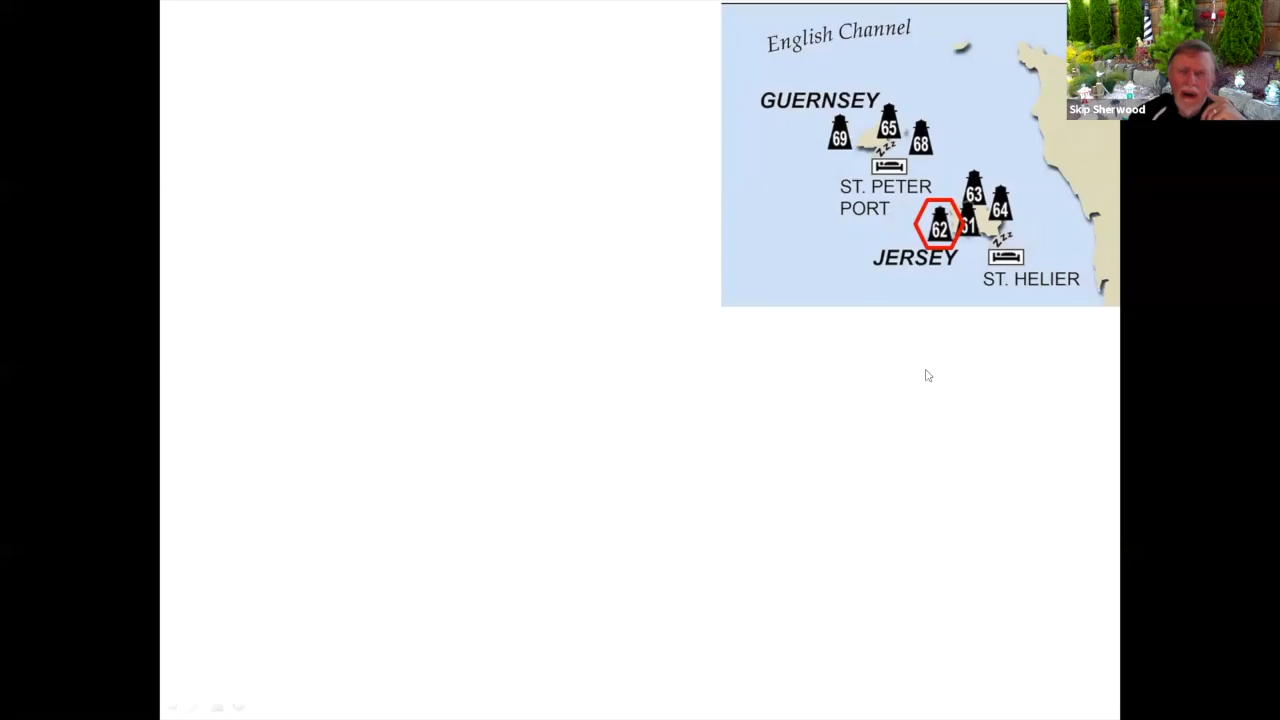 English Channel
GUERNSEY
69
65
68
ST. PETER
PORT
63
64
62
61
JERSEY
ST. HELIER
Skip Sherwood